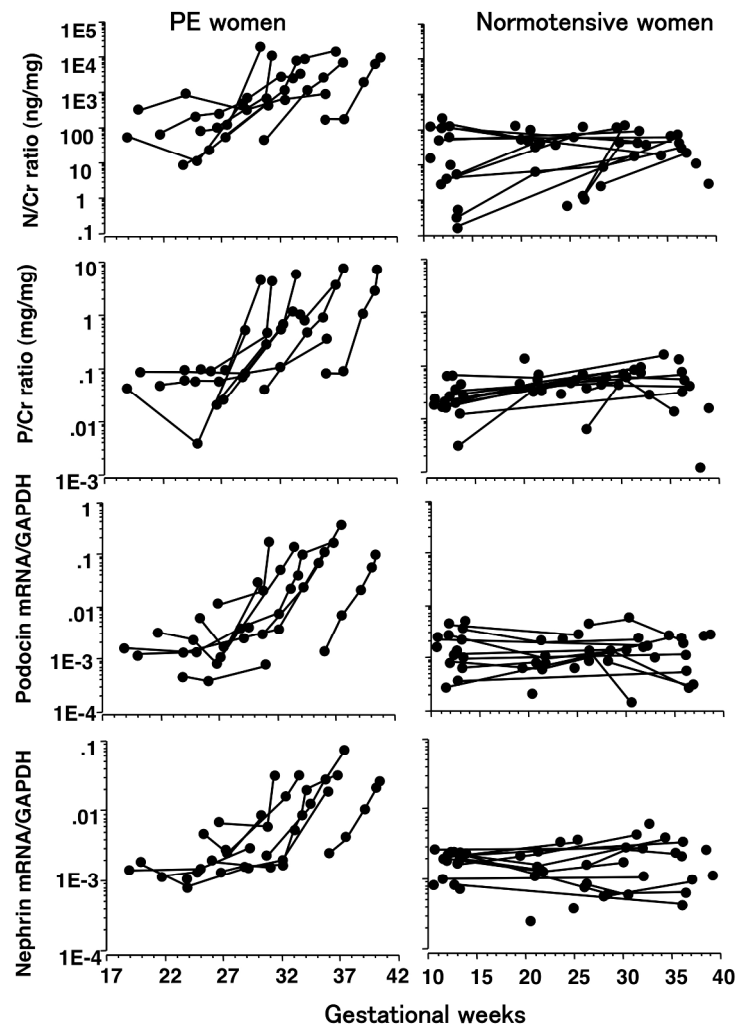 PE women
Normotensive women
N/Cr ratio (ng/mg)
1E5
1E4
1E3
100
10
1
.1
P/Cr ratio (mg/mg)
10
1
.1
.01
1E-3
Podocin mRNA/GAPDH
1
.1
.01
1E-3
1E-4
Nephrin mRNA/GAPDH
.1
.01
1E-3
1E-4
17 22 27 32 37 42
10 15 20 25 30 35 40
Gestational weeks